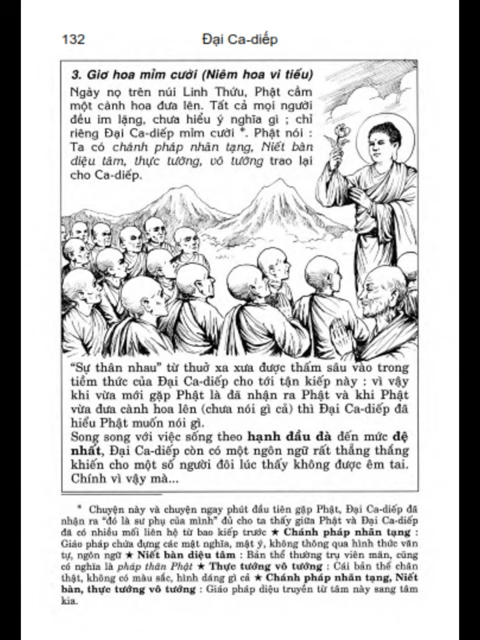 132 Đại Ca-diếp
3. Giơ hoa mỉm cười (Niêm hoa vi tiếu)
Ngày nọ trên núi Linh Thứu, Phật cầm
một cành hoa đưa lên. Tất cả mọi người
đều im lặng, chưa hiểu ý nghĩa gì ; chỉ
riêng Đại Ca-diếp mỉm cười *. Phật nói :
Ta có chánh pháp nhãn tạng, Niết bàn
diệu tâm, thực tướng, vô tướng trao lại
cho Ca-diếp.
"Sự thân nhau" từ thuở xa xưa được thấm sâu vào trong
tiềm thức của Đại Ca-diếp cho tới tận kiếp này : vì vậy
khi vừa mới gặp Phật là đã nhận ra Phật và khi Phật
vừa đưa cành hoa lên (chưa nói gì cả) thì Đại Ca-diếp đã
hiểu Phật muốn nói gì.
Song song với việc sống theo hạnh đầu đà đến mức đệ
nhất, Đại Ca-diếp còn có một ngôn ngữ rất thẳng thắng
khiến cho một số người đôi lúc thấy không được êm tai.
Chính vì vậy mà...
* Chuyện này và chuyện ngay phút đầu tiên gặp Phật, Đại Ca-diếp đã
nhận ra "đó là sư phụ của mình" đủ cho ta thấy giữa Phật và Đại Ca-diếp
đã có nhiều mối liên hệ từ bao kiếp trước ★ Chánh pháp nhãn tạng :
Giáo pháp chứa đựng các mật nghĩa, mật ý, không thông qua hình thức văn
tự, ngôn ngữ ★ Niết bàn diệu tâm : Bản thể thường trụ viên mãn, cũng
có nghĩa là pháp thân Phật ★ Thực tướng vô tướng : Cái bản thể chân
thật, không có màu sắc, hình dáng gì cả ★ Chánh pháp nhãn tạng, Niết
bàn, thực tướng vô tướng : Giáo pháp diệu truyền từ tâm này sang tâm
kia.